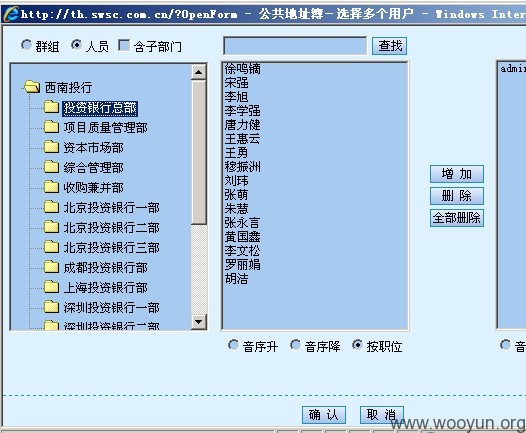 http://th.swsc.com.cn/?OpenForm - 公共地址簿－选择多个用户 - Windows Inter
群组 人员 含子部门 查找
西南投行
投资银行总部
项目质量管理部
资本市场部
综合管理部
收购兼并部
北京投资银行一部
北京投资银行二部
北京投资银行三部
成都投资银行部
上海投资银行部
深圳投资银行一部
深圳投资银行二部
徐鸣镝
宋强
李旭
李学强
唐力健
王惠云
王勇
穆振洲
刘玮
张萌
朱慧
张永言
黄国鑫
李文松
罗丽娟
胡洁
增 加
删 除
全部删除
admin
音序升 音序降 按职位 音
确 认 取 消
www.wooyun.org